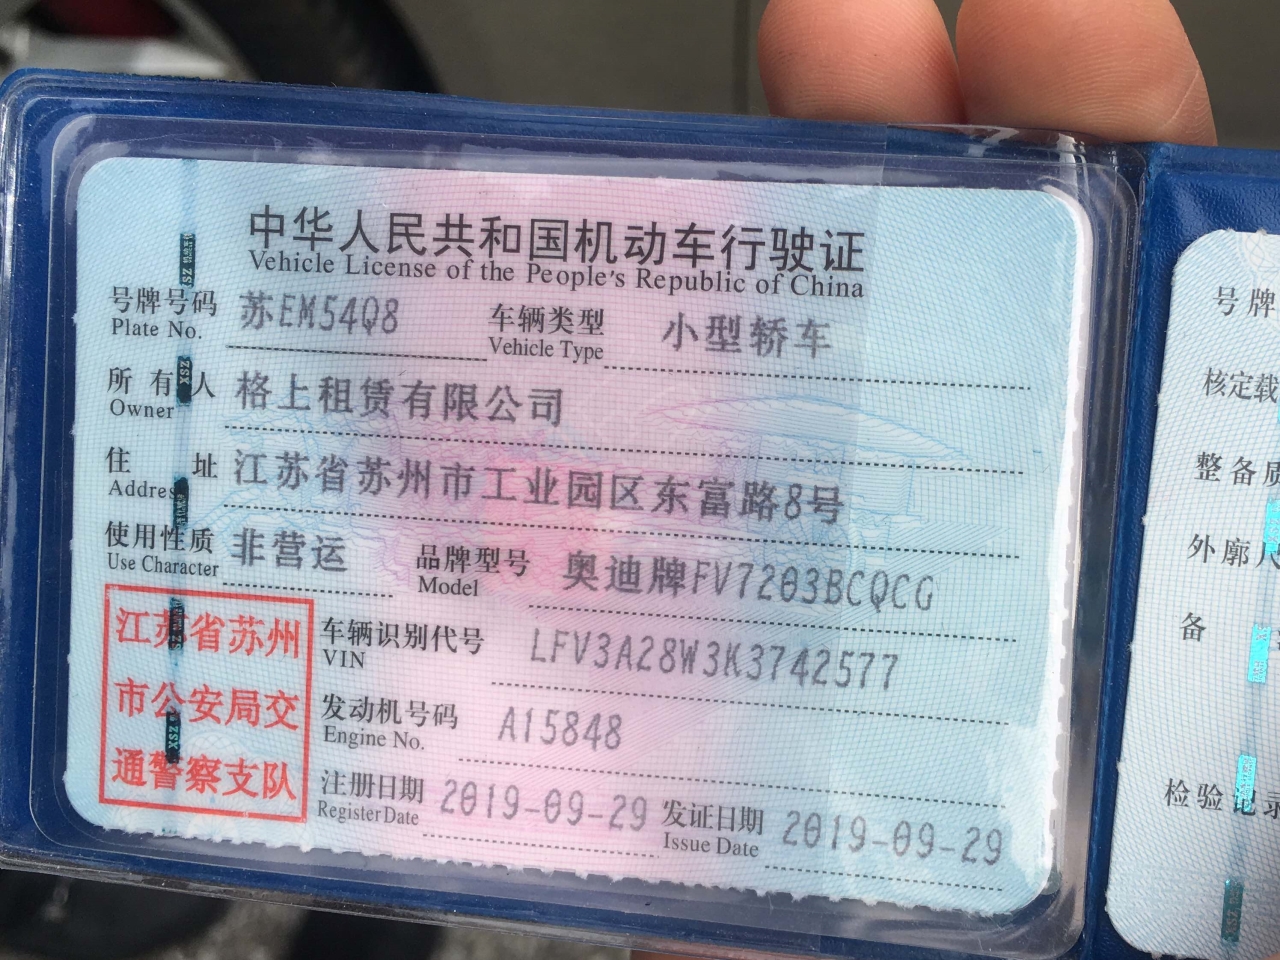 中华人民共和国机动车行驶证
Vehicle License of the People's Republic of China
号牌号码 苏EM54Q8 车辆类型 小型轿车
Plate No. Vehicle Type
所有人 格上租赁有限公司
Owner
住址 江苏省苏州市工业园区东富路8号
Address
使用性质 非营运 品牌型号 奥迪牌FV7203BCQCG
Use Character Model
车辆识别代号 LFV3A28W3K3742577
VIN
发动机号码 A15848
Engine No.
注册日期 2019-09-29 发证日期 2019-09-29
Register Date Issue Date
江苏省苏州
市公安局交
通警察支队
XSZ
XSZ
XSZ
XSZ
号牌
核定载
整备质
外廓尺
备
检验记录